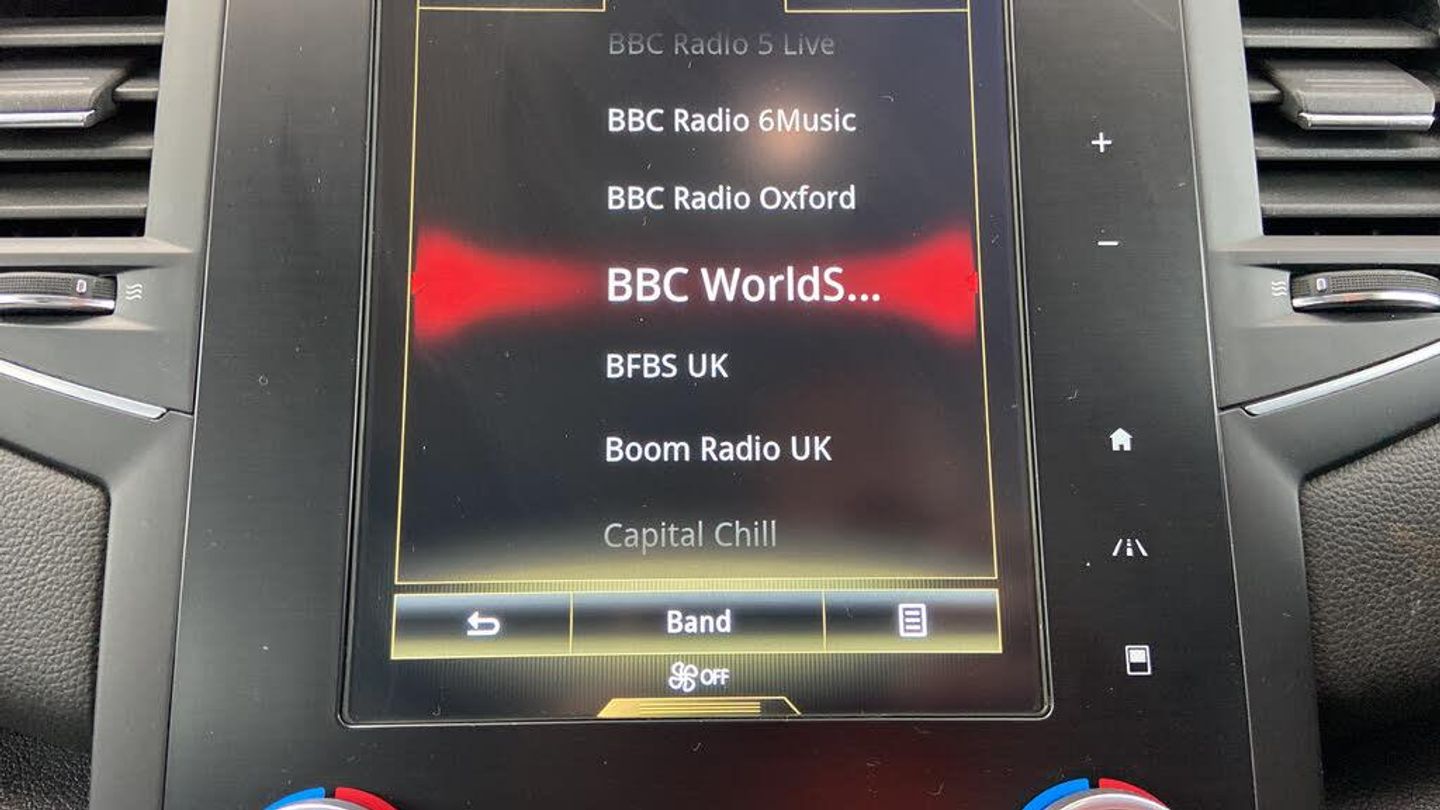 BBC Radio 5 Live
BBC Radio 6Music
BBC Radio Oxford
BBC WorldS...
BFBS UK
Boom Radio UK
Capital Chill
Band
OFF